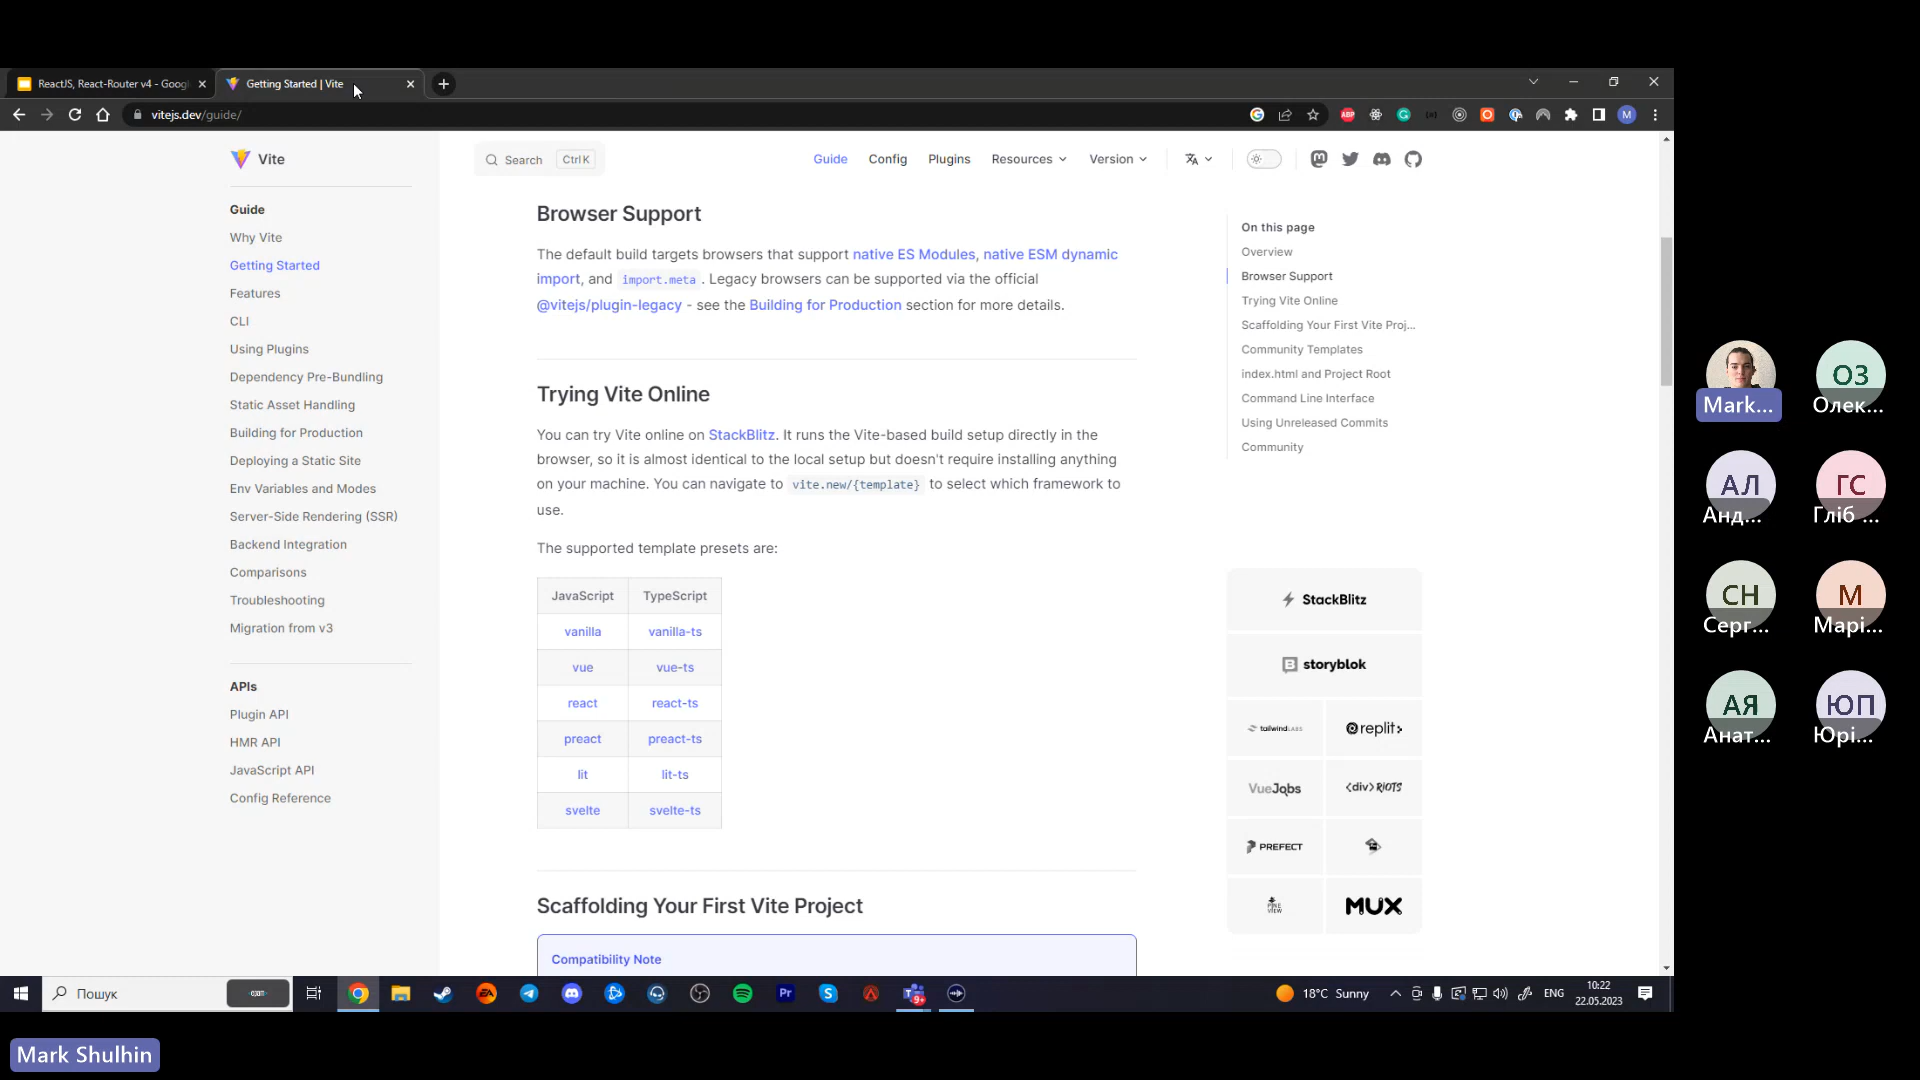 ReactJS, React-Router v4 - Goog
Getting Started | Vite
vitejs.dev/guide/
Vite
Search
Ctrl K
Guide
Config
Plugins
Resources
Version
Guide
Why Vite
Getting Started
Features
CLI
Using Plugins
Dependency Pre-Bundling
Static Asset Handling
Building for Production
Deploying a Static Site
Env Variables and Modes
Server-Side Rendering (SSR)
Backend Integration
Comparisons
Troubleshooting
Migration from v3
APIs
Plugin API
HMR API
JavaScript API
Config Reference
Browser Support
The default build targets browsers that support native ES Modules, native ESM dynamic
import, and import.meta . Legacy browsers can be supported via the official
@vitejs/plugin-legacy - see the Building for Production section for more details.
Trying Vite Online
You can try Vite online on StackBlitz. It runs the Vite-based build setup directly in the
browser, so it is almost identical to the local setup but doesn't require installing anything
on your machine. You can navigate to vite.new/{template} to select which framework to
use.
The supported template presets are:
JavaScript TypeScript
vanilla vanilla-ts
vue vue-ts
react react-ts
preact preact-ts
lit lit-ts
svelte svelte-ts
Scaffolding Your First Vite Project
Compatibility Note
On this page
Overview
Browser Support
Trying Vite Online
Scaffolding Your First Vite Proj...
Community Templates
index.html and Project Root
Command Line Interface
Using Unreleased Commits
Community
StackBlitz
storyblok
tailwindLABS
replit
VueJobs
<div>RIOTS
PREFECT
PINE VIEW
MUX
ABP
M
Mark...
ОЗ
Олек...
АЛ
Анд...
ГС
Гліб ...
СН
Серг...
М
Марі...
АЯ
Анат...
ЮП
Юрі...
Пошук
EA
Pr
9+
18°C Sunny
ENG
10:22
22.05.2023
Mark Shulhin